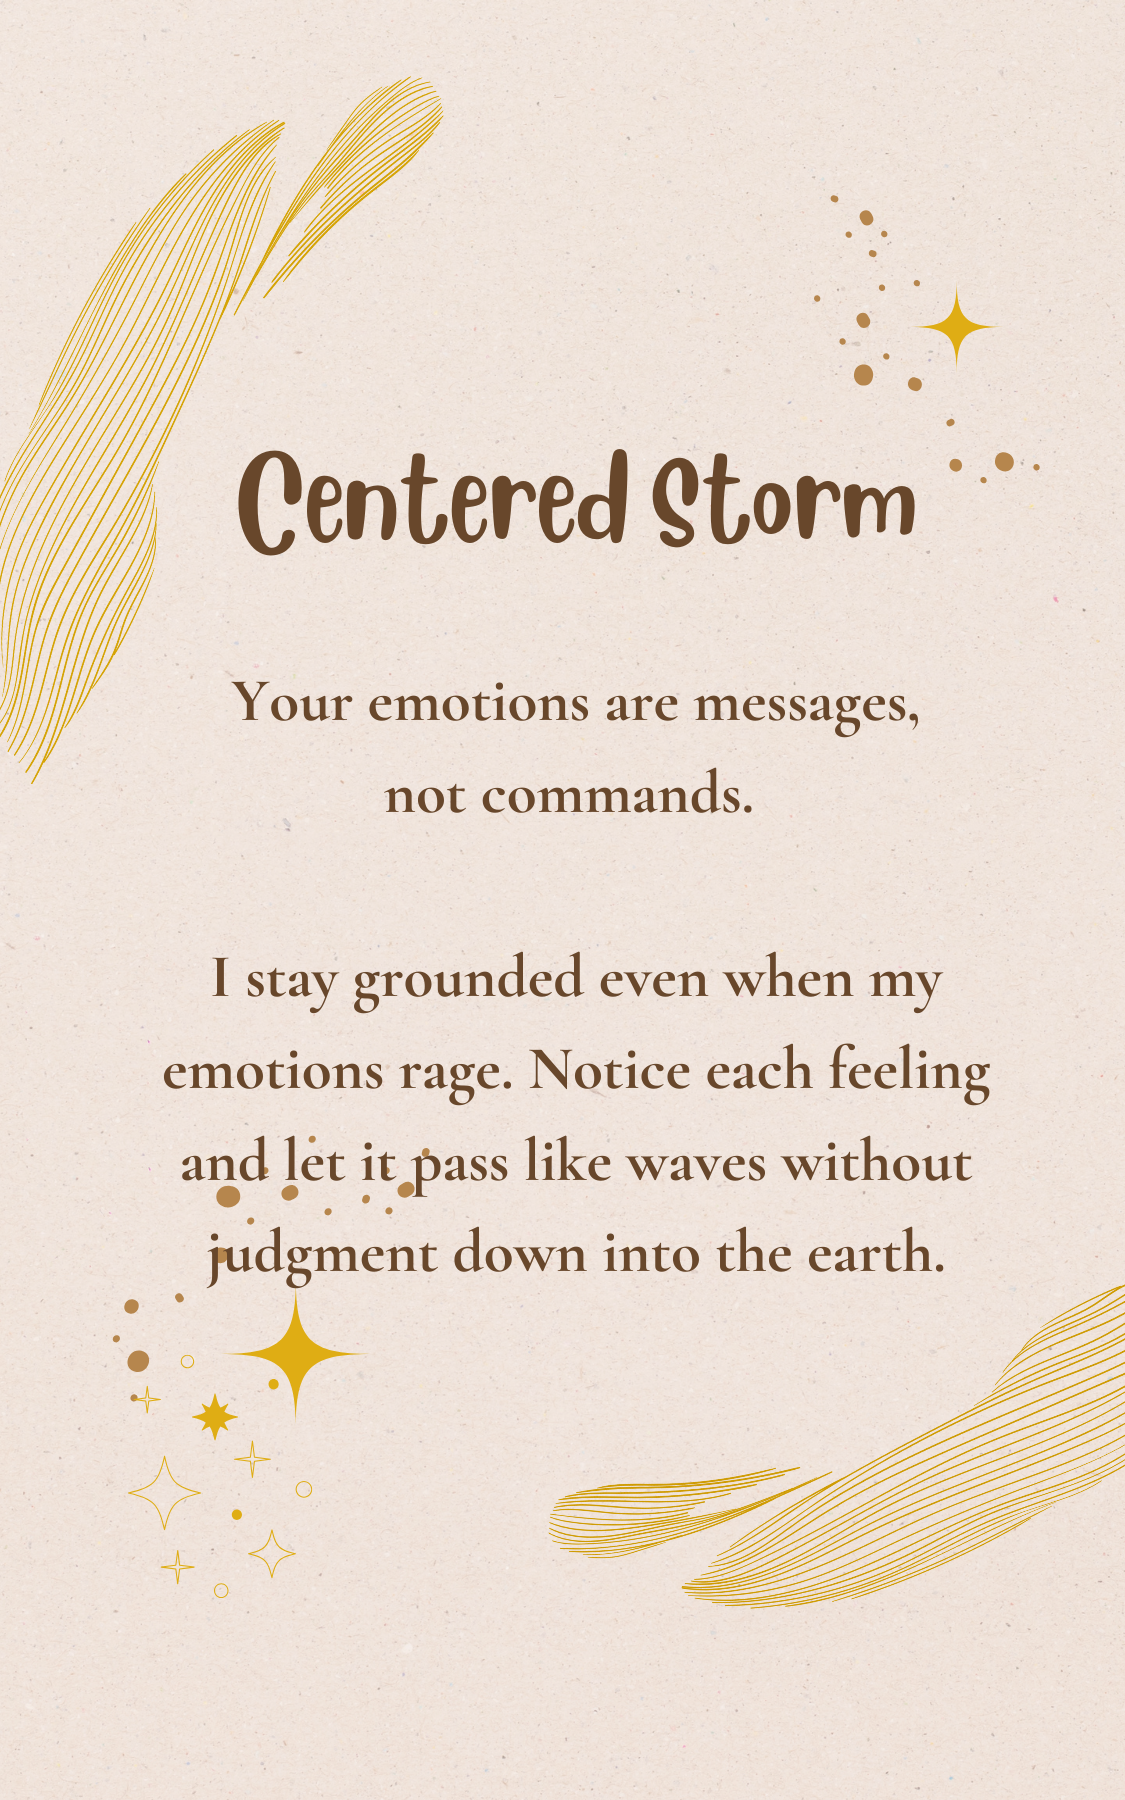 Centered Storm
Your emotions are messages,
not commands.
I stay grounded even when my
emotions rage. Notice each feeling
and let it pass like waves without
judgment down into the earth.